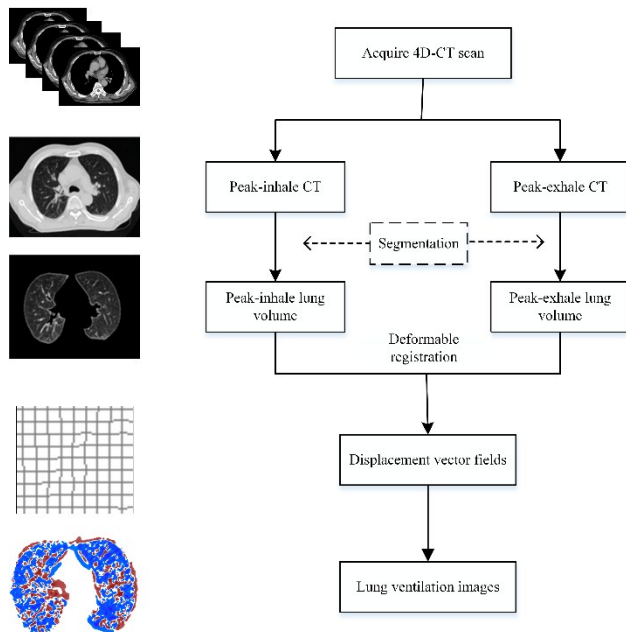 Acquire 4D-CT scan
Peak-inhale CT
Peak-exhale CT
Segmentation
Peak-inhale lung
volume
Peak-exhale lung
volume
Deformable
registration
Displacement vector fields
Lung ventilation images